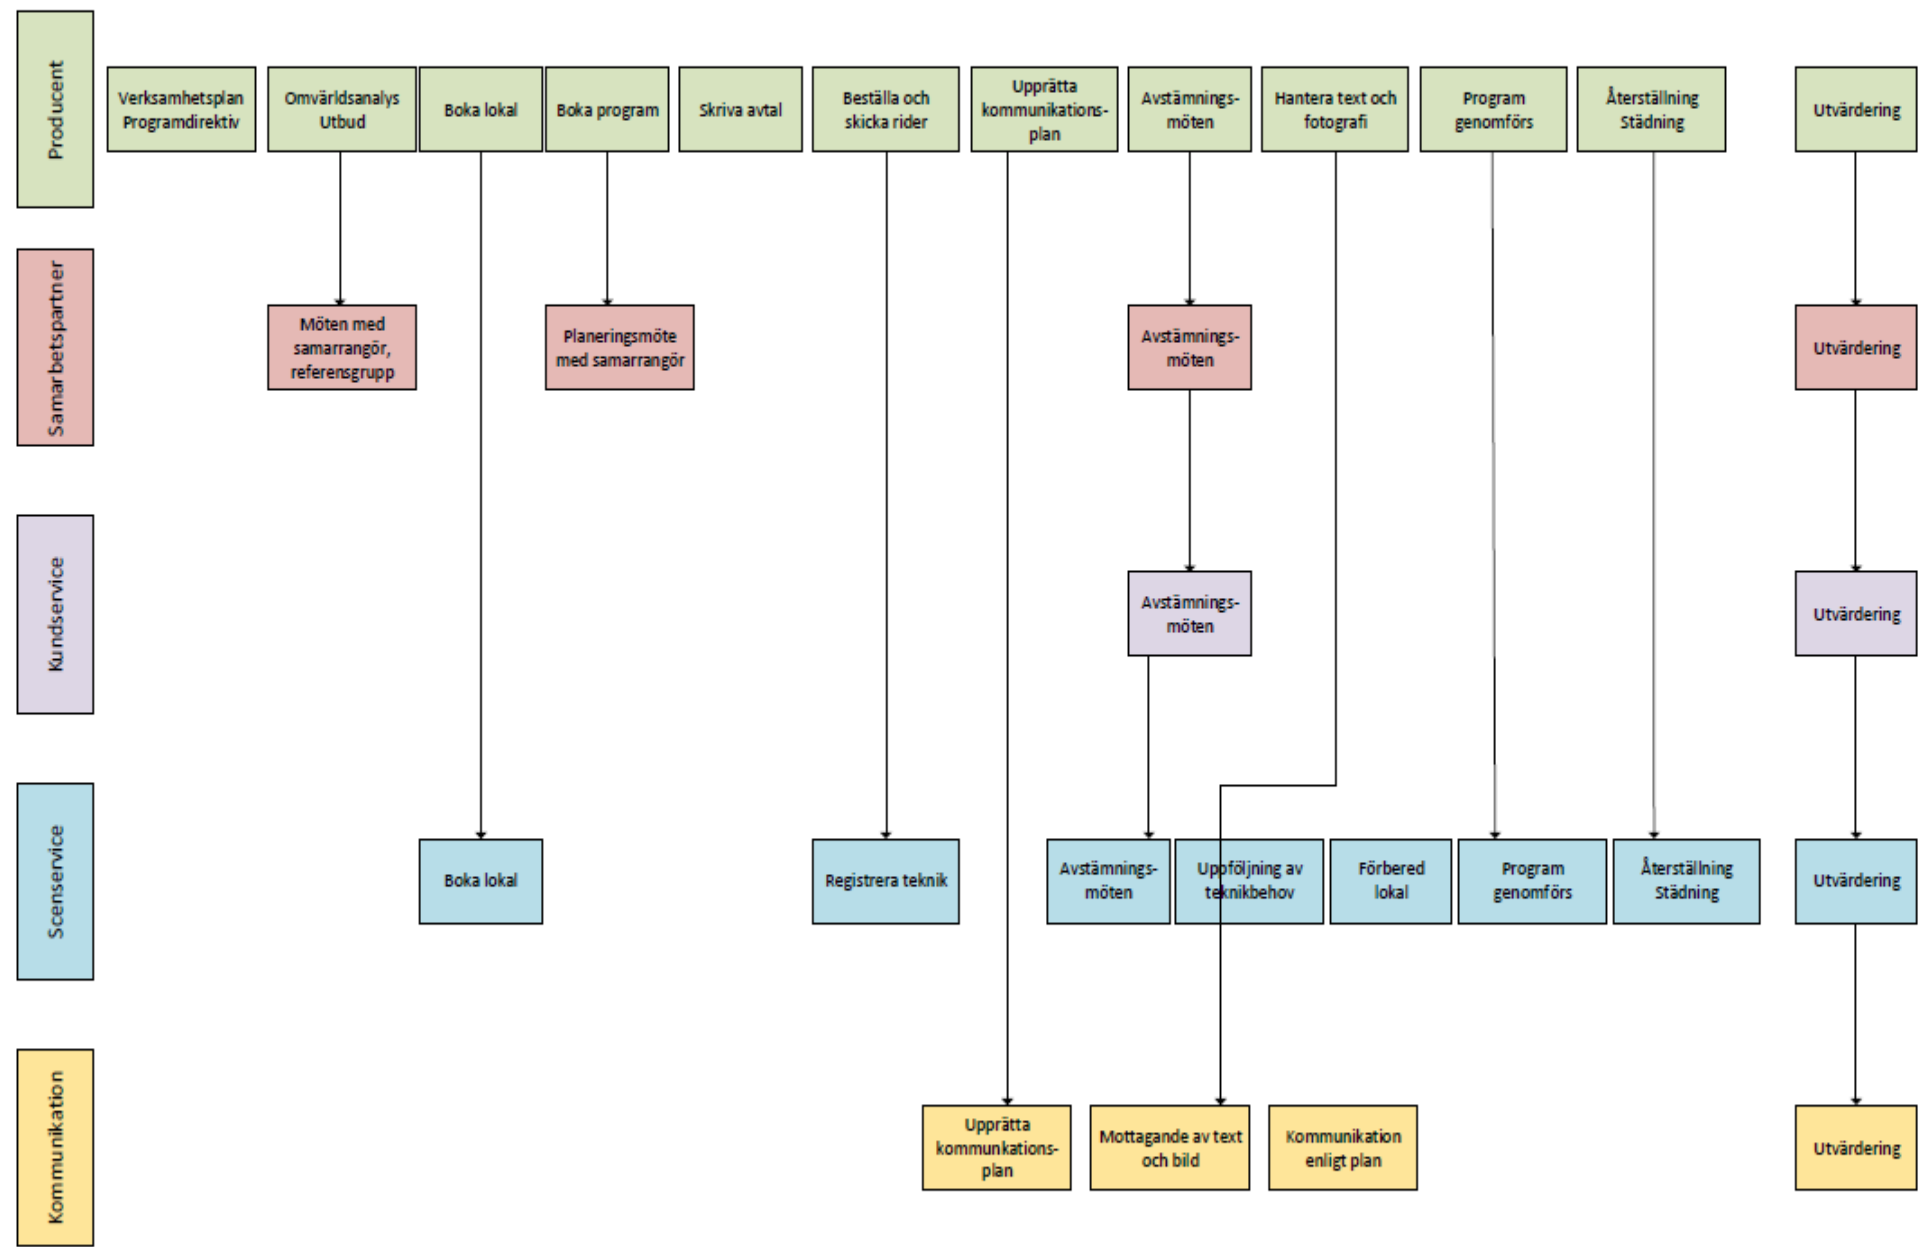 Producent
Verksamhetsplan
Programdirektiv
Omvärldsanalys
Utbud
Boka lokal
Boka program
Skriva avtal
Beställa och
skicka rider
Upprätta
kommunikations-
plan
Avstämnings-
möten
Hantera text och
fotografi
Program
genomförs
Återställning
Städning
Utvärdering
Samarbetspartner
Möten med
samarrangör,
referensgrupp
Planeringsmöte
med samarrangör
Avstämnings-
möten
Utvärdering
Kundservice
Avstämnings-
möten
Utvärdering
Scenservice
Boka lokal
Registrera teknik
Avstämnings-
möten
Uppföljning av
teknikbehov
Förbered
lokal
Program
genomförs
Återställning
Städning
Utvärdering
Kommunikation
Upprätta
kommunkations-
plan
Mottagande av text
och bild
Kommunikation
enligt plan
Utvärdering